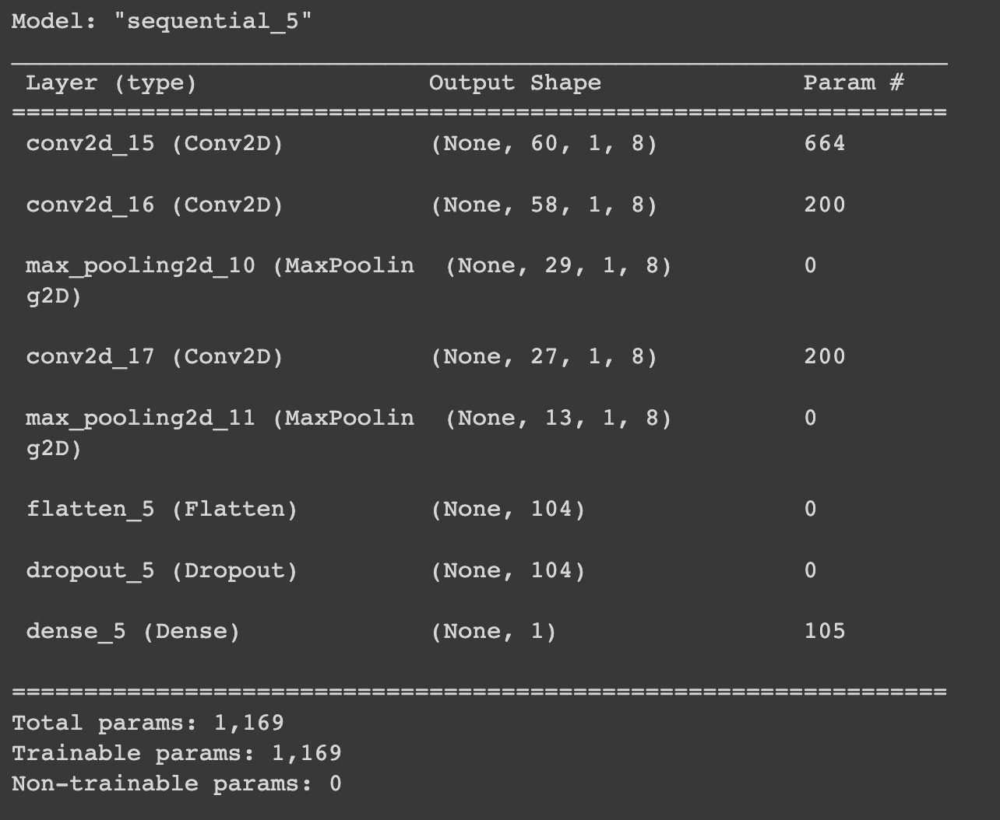 Model: "sequential_5"
_________________________________________________________________
Layer (type) Output Shape Param #
=================================================================
conv2d_15 (Conv2D) (None, 60, 1, 8) 664
conv2d_16 (Conv2D) (None, 58, 1, 8) 200
max_pooling2d_10 (MaxPoolin (None, 29, 1, 8) 0
g2D)
conv2d_17 (Conv2D) (None, 27, 1, 8) 200
max_pooling2d_11 (MaxPoolin (None, 13, 1, 8) 0
g2D)
flatten_5 (Flatten) (None, 104) 0
dropout_5 (Dropout) (None, 104) 0
dense_5 (Dense) (None, 1) 105
=================================================================
Total params: 1,169
Trainable params: 1,169
Non-trainable params: 0